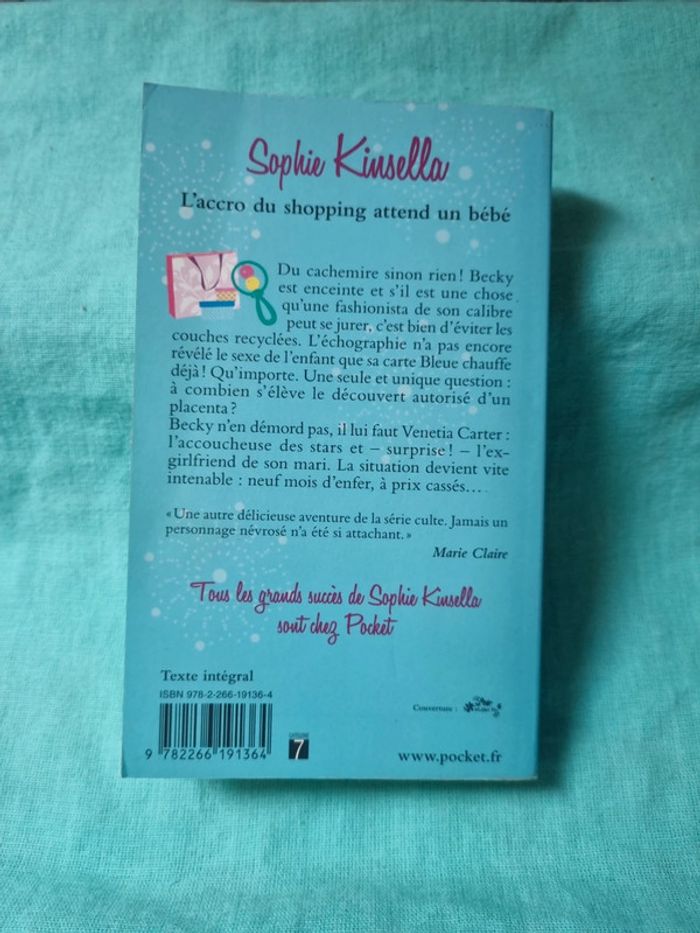 Sophie Kinsella
L'accro du shopping attend un bébé
Du cachemire sinon rien ! Becky
est enceinte et s'il est une chose
qu'une fashionista de son calibre
peut se jurer, c'est bien d'éviter les
couches recyclées. L'échographie n'a pas encore
révélé le sexe de l'enfant que sa carte Bleue chauffe
déjà ! Qu'importe. Une seule et unique question :
à combien s'élève le découvert autorisé d'un
placenta ?
Becky n'en démord pas, il lui faut Venetia Carter :
l'accoucheuse des stars et – surprise ! – l'ex-
girlfriend de son mari. La situation devient vite
intenable : neuf mois d'enfer, à prix cassés…
« Une autre délicieuse aventure de la série culte. Jamais un
personnage névrosé n'a été si attachant. »
Marie Claire
Tous les grands succès de Sophie Kinsella
sont chez Pocket
Texte intégral
ISBN 978-2-266-19136-4
Couverture :
9 782266 191364
CATÉGORIE
7
www.pocket.fr